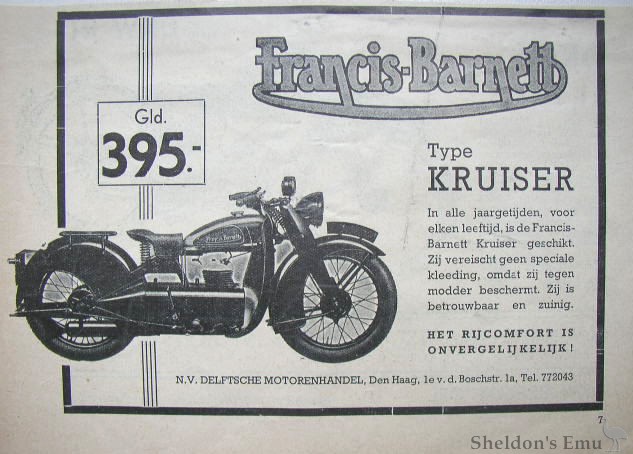 Francis-Barnett
Gld.
395.-
Type
KRUISER
In alle jaargetijden, voor
elken leeftijd, is de Francis-
Barnett Kruiser geschikt.
Zij vereischt geen speciale
kleeding, omdat zij tegen
modder beschermt. Zij is
betrouwbaar en zuinig.
HET RIJCOMFORT IS
ONVERGELIJKELIJK!
Francis-Barnett
N.V. DELFTSCHE MOTORENHANDEL, Den Haag, 1e v. d. Boschstr. 1a, Tel. 772043
7
Sheldon's Emu